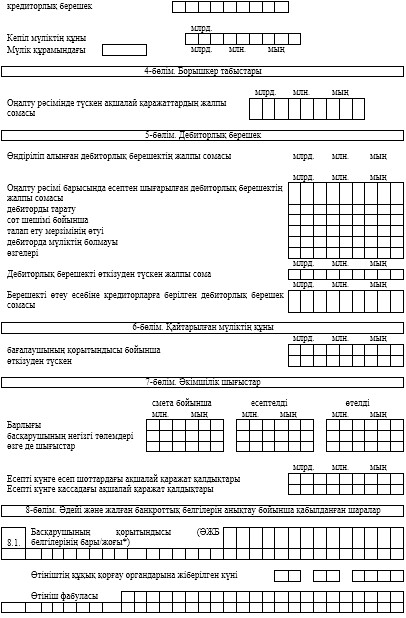 кредиторлық берешек
млрд.
Кепіл мүліктің құны
Мүлік құрамындағы млрд. млн. мың
4-бөлім. Борышкер табыстары
млрд. млн. мың
Оңалту рәсімінде түскен ақшалай қаражаттардың жалпы
сомасы
5-бөлім. Дебиторлық берешек
Өндіріліп алынған дебиторлық берешектің жалпы сомасы млрд. млн. мың
млрд. млн. мың
Оңалту рәсімі барысында есептен шығарылған дебиторлық берешектің
жалпы сомасы
дебиторды тарату
сот шешімі бойынша
талап ету мерзімінің өтуі
дебиторда мүліктің болмауы
өзгелері
млрд. млн. мың
Дебиторлық берешекті өткізуден түскен жалпы сома
млрд. млн. мың
Берешекті өтеу есебіне кредиторларға берілген дебиторлық берешек
сомасы
6-бөлім. Қайтарылған мүліктің құны
млрд. млн. мың
бағалаушының қорытындысы бойынша
өткізуден түскен
7-бөлім. Әкімшілік шығыстар
смета бойынша есептелді өтелді
млн. мың млн. мың млн. мың
Барлығы
басқарушының негізгі төлемдері
өзге де шығыстар
млрд. млн. мың
Есепті күнге есеп шоттардағы ақшалай қаражат қалдықтары
Есепті күнге кассадағы ақшалай қаражат қалдықтары
8-бөлім. Әдейі және жалған банкроттық белгілерін анықтау бойынша қабылданған шаралар
Басқарушының қорытындысы (ӘЖБ
8.1. белгілерінің бары/жоғы*)
Өтініштің құқық қорғау органдарына жіберілген күні
Өтініш фабуласы